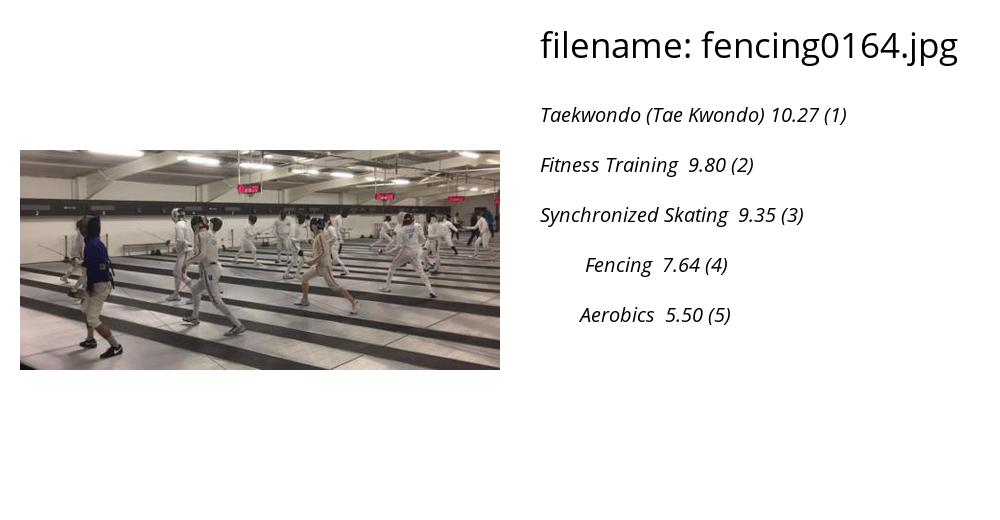 filename: fencing0164.jpg
Taekwondo (Tae Kwondo) 10.27 (1)
Fitness Training 9.80 (2)
Synchronized Skating 9.35 (3)
Fencing 7.64 (4)
Aerobics 5.50 (5)